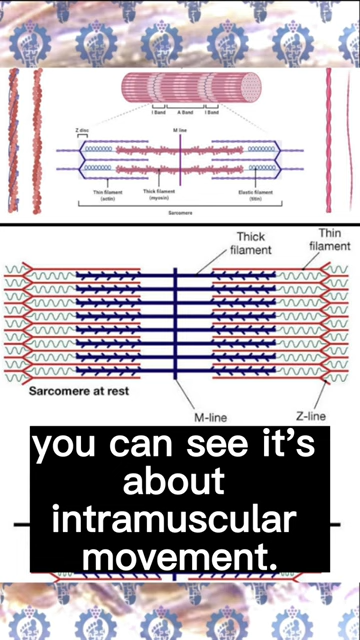 I Band A Band I Band
Z disc
M line
Thin filament
(actin)
Thick filament
(myosin)
Elastic filament
(titin)
Sarcomere
Thick
filament
Thin
filament
Sarcomere at rest
M-line
Z-line
you can see it's
about
intramuscular
movement.